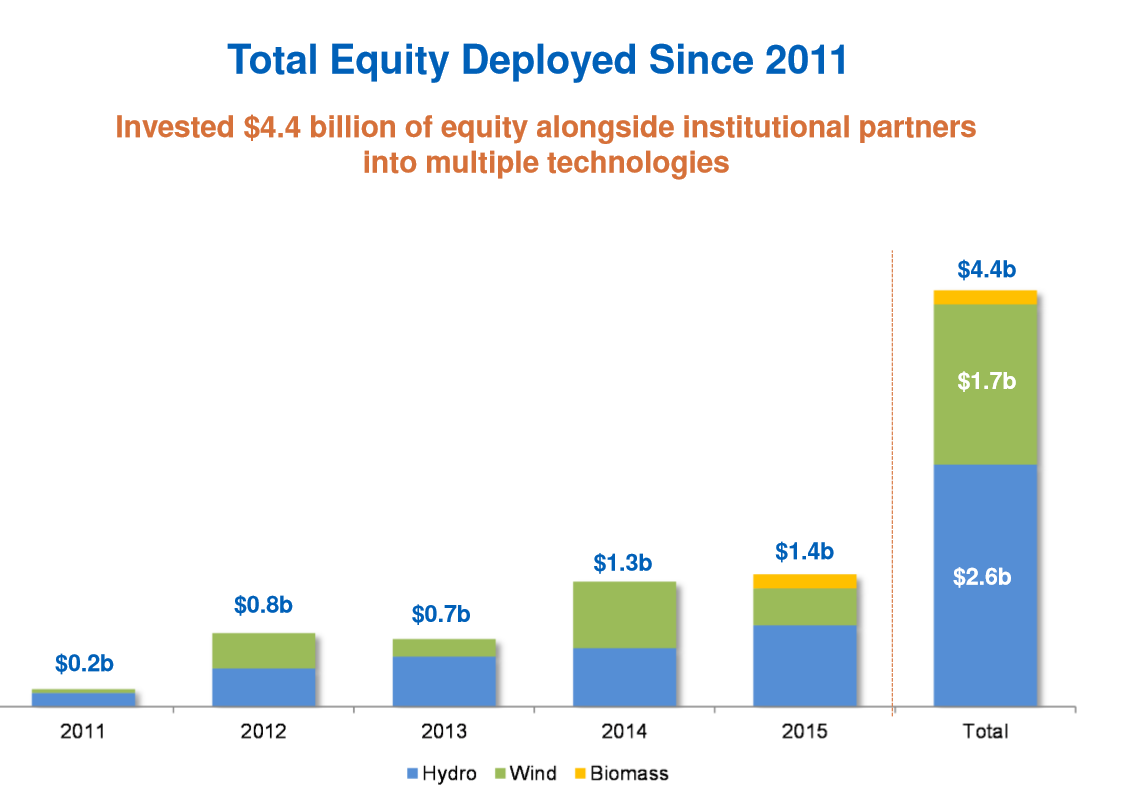 Total Equity Deployed Since 2011
Invested $4.4 billion of equity alongside institutional partners
into multiple technologies
$4.4b
$1.7b
$2.6b
$1.4b
$1.3b
$0.8b
$0.7b
$0.2b
2011 2012 2013 2014 2015 Total
Hydro Wind Biomass